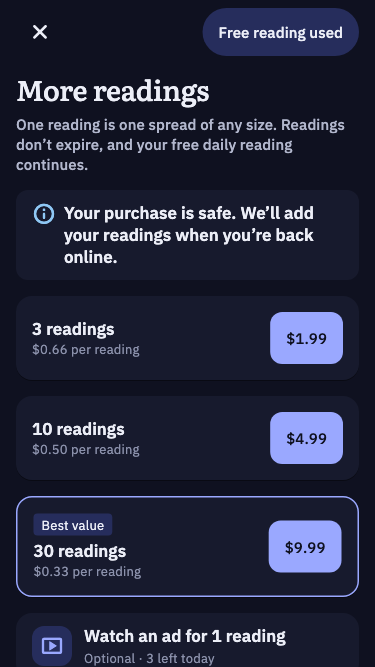 Free reading used
More readings
One reading is one spread of any size. Readings
don’t expire, and your free daily reading
continues.
Your purchase is safe. We’ll add
your readings when you’re back
online.
3 readings
$0.66 per reading
$1.99
10 readings
$0.50 per reading
$4.99
Best value
30 readings
$0.33 per reading
$9.99
Watch an ad for 1 reading
Optional · 3 left today